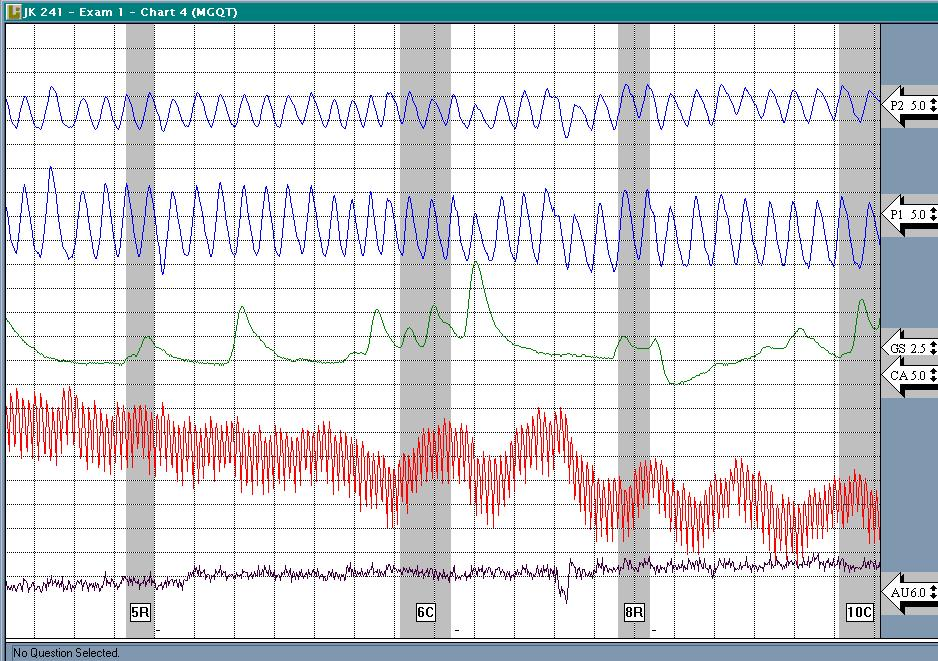 JK 241 - Exam 1 - Chart 4 (MGQT)
P2 5.0
P1 5.0
GS 2.5
CA 5.0
AU 6.0
5R
6C
8R
10C
No Question Selected.